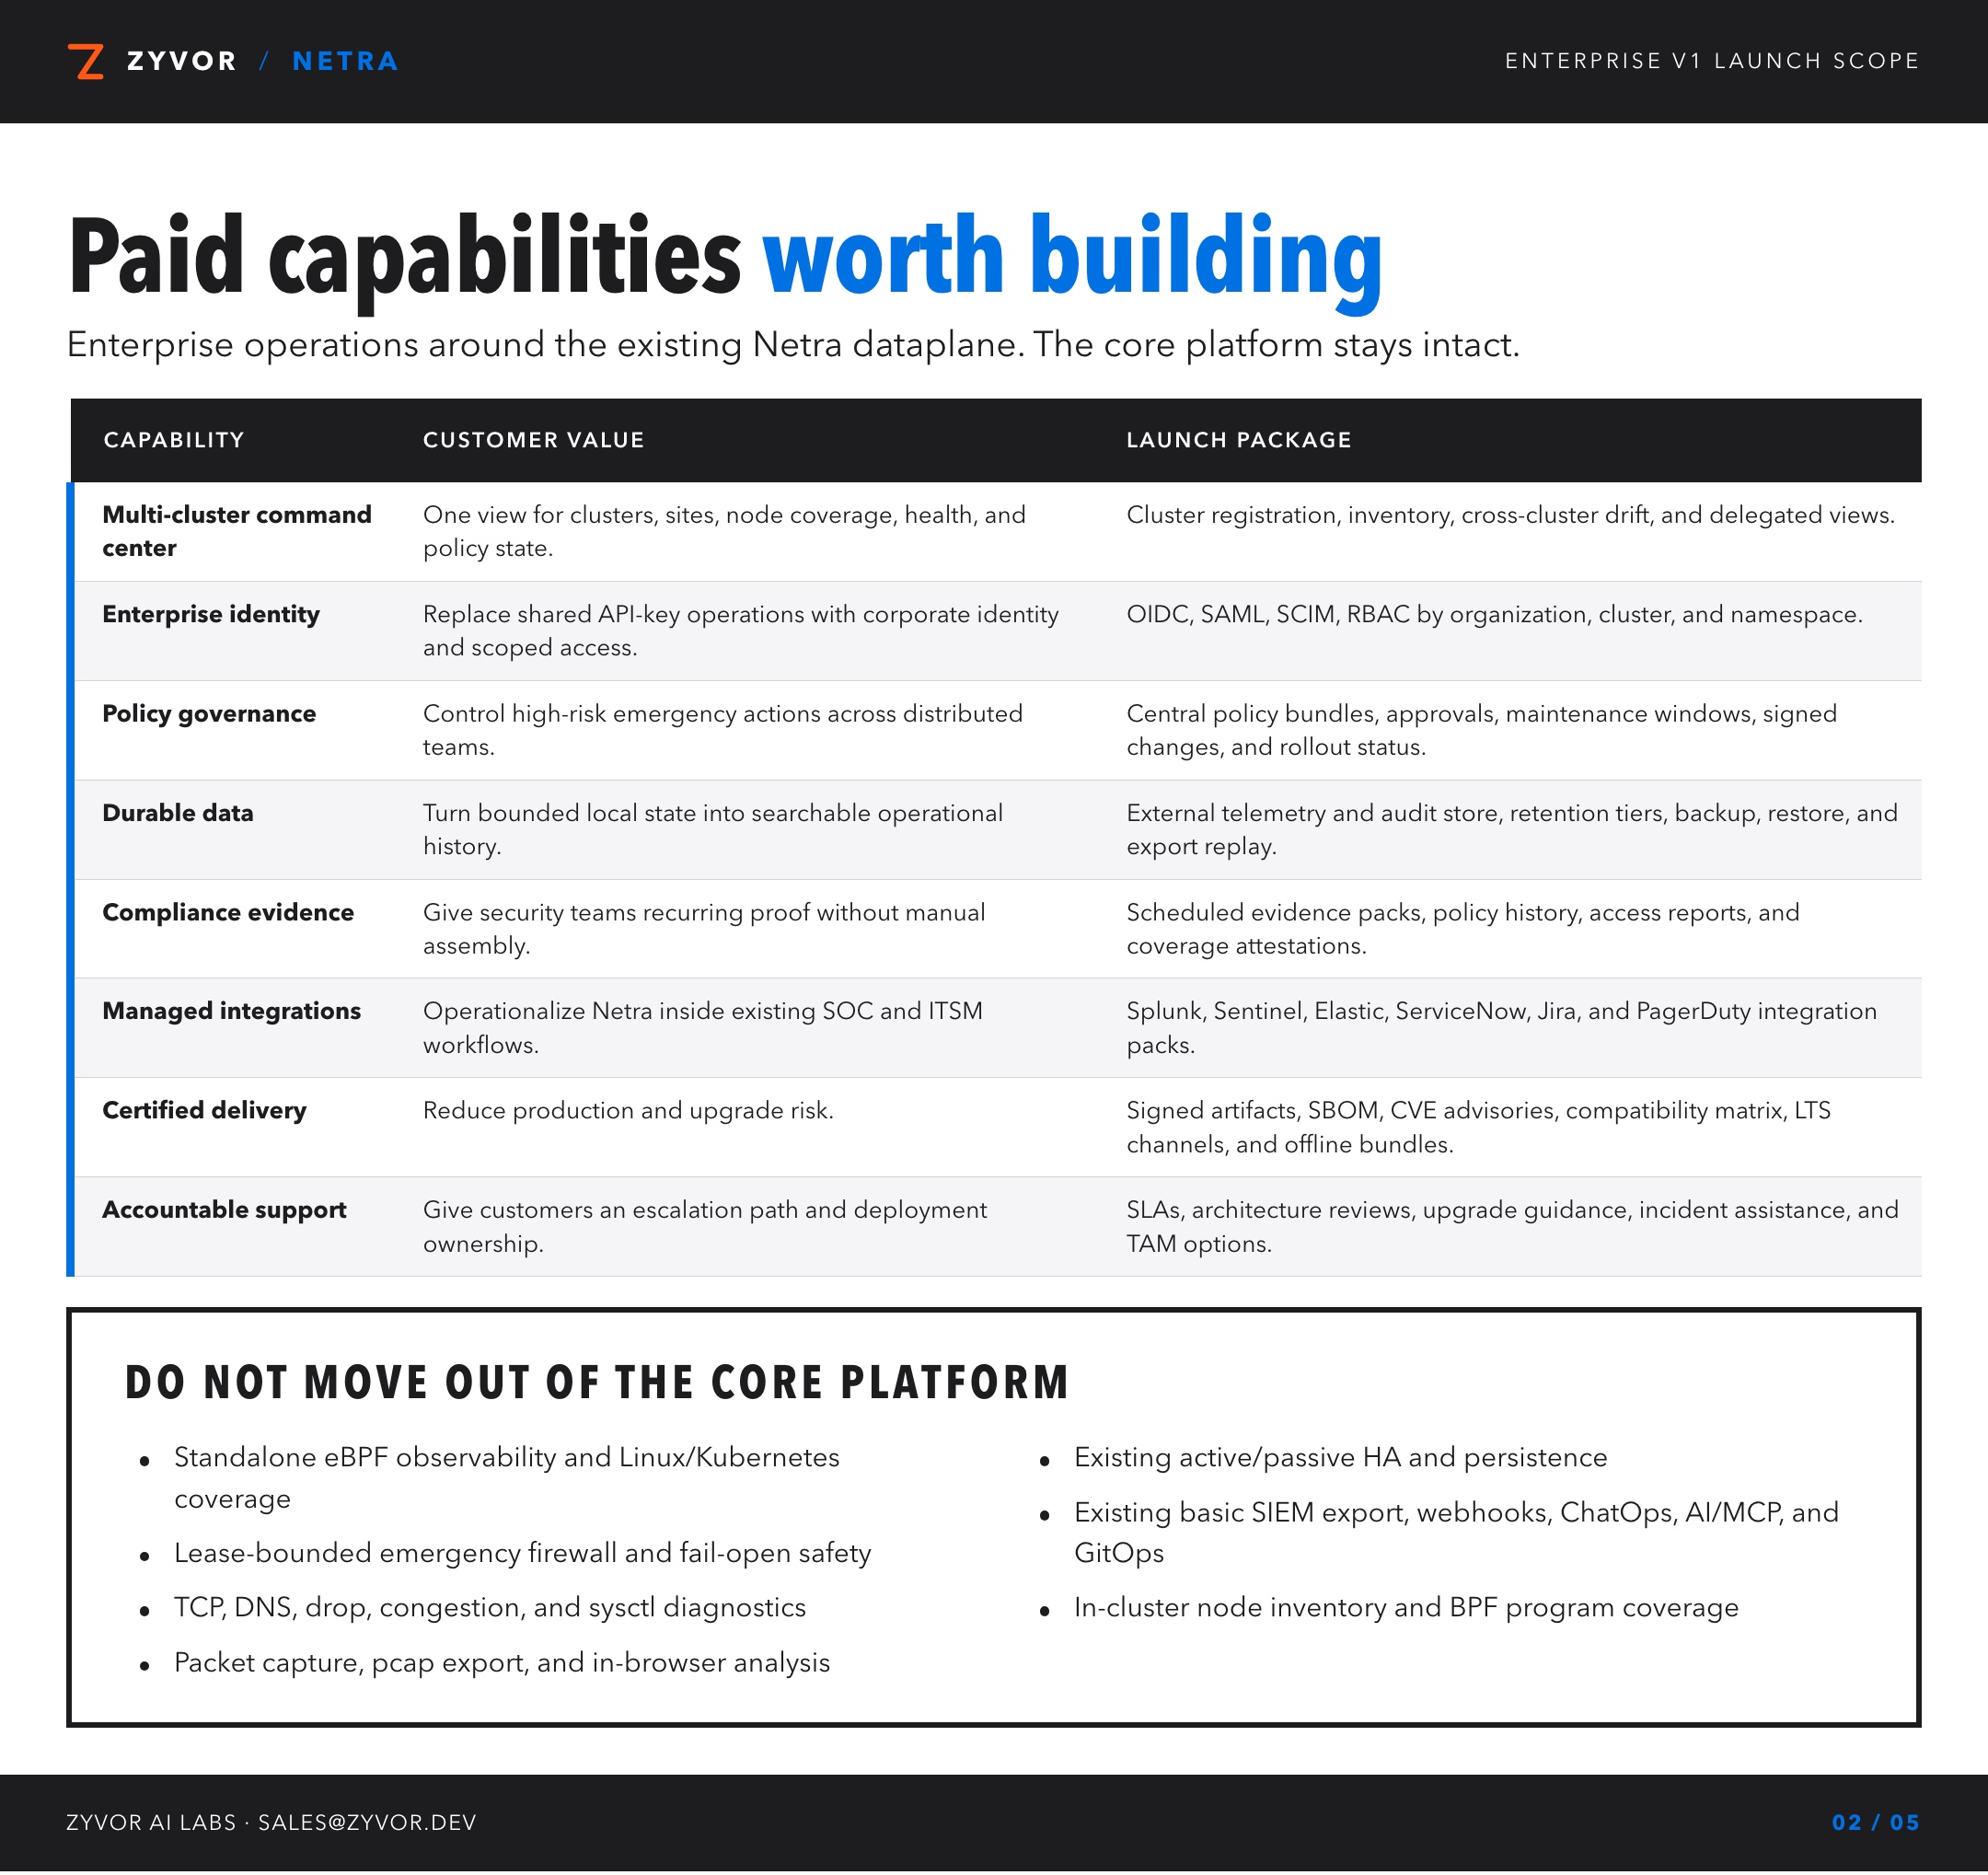 ZYVOR / NETRA
ENTERPRISE V1 LAUNCH SCOPE
Paid capabilities worth building
Enterprise operations around the existing Netra dataplane. The core platform stays intact.
CAPABILITY
CUSTOMER VALUE
LAUNCH PACKAGE
Multi-cluster command
center
One view for clusters, sites, node coverage, health, and
policy state.
Cluster registration, inventory, cross-cluster drift, and delegated views.
Enterprise identity
Replace shared API-key operations with corporate identity
and scoped access.
OIDC, SAML, SCIM, RBAC by organization, cluster, and namespace.
Policy governance
Control high-risk emergency actions across distributed
teams.
Central policy bundles, approvals, maintenance windows, signed
changes, and rollout status.
Durable data
Turn bounded local state into searchable operational
history.
External telemetry and audit store, retention tiers, backup, restore, and
export replay.
Compliance evidence
Give security teams recurring proof without manual
assembly.
Scheduled evidence packs, policy history, access reports, and
coverage attestations.
Managed integrations
Operationalize Netra inside existing SOC and ITSM
workflows.
Splunk, Sentinel, Elastic, ServiceNow, Jira, and PagerDuty integration
packs.
Certified delivery
Reduce production and upgrade risk.
Signed artifacts, SBOM, CVE advisories, compatibility matrix, LTS
channels, and offline bundles.
Accountable support
Give customers an escalation path and deployment
ownership.
SLAs, architecture reviews, upgrade guidance, incident assistance, and
TAM options.
DO NOT MOVE OUT OF THE CORE PLATFORM
• Standalone eBPF observability and Linux/Kubernetes
coverage
• Lease-bounded emergency firewall and fail-open safety
• TCP, DNS, drop, congestion, and sysctl diagnostics
• Packet capture, pcap export, and in-browser analysis
• Existing active/passive HA and persistence
• Existing basic SIEM export, webhooks, ChatOps, AI/MCP, and
GitOps
• In-cluster node inventory and BPF program coverage
ZYVOR AI LABS · SALES@ZYVOR.DEV
02 / 05